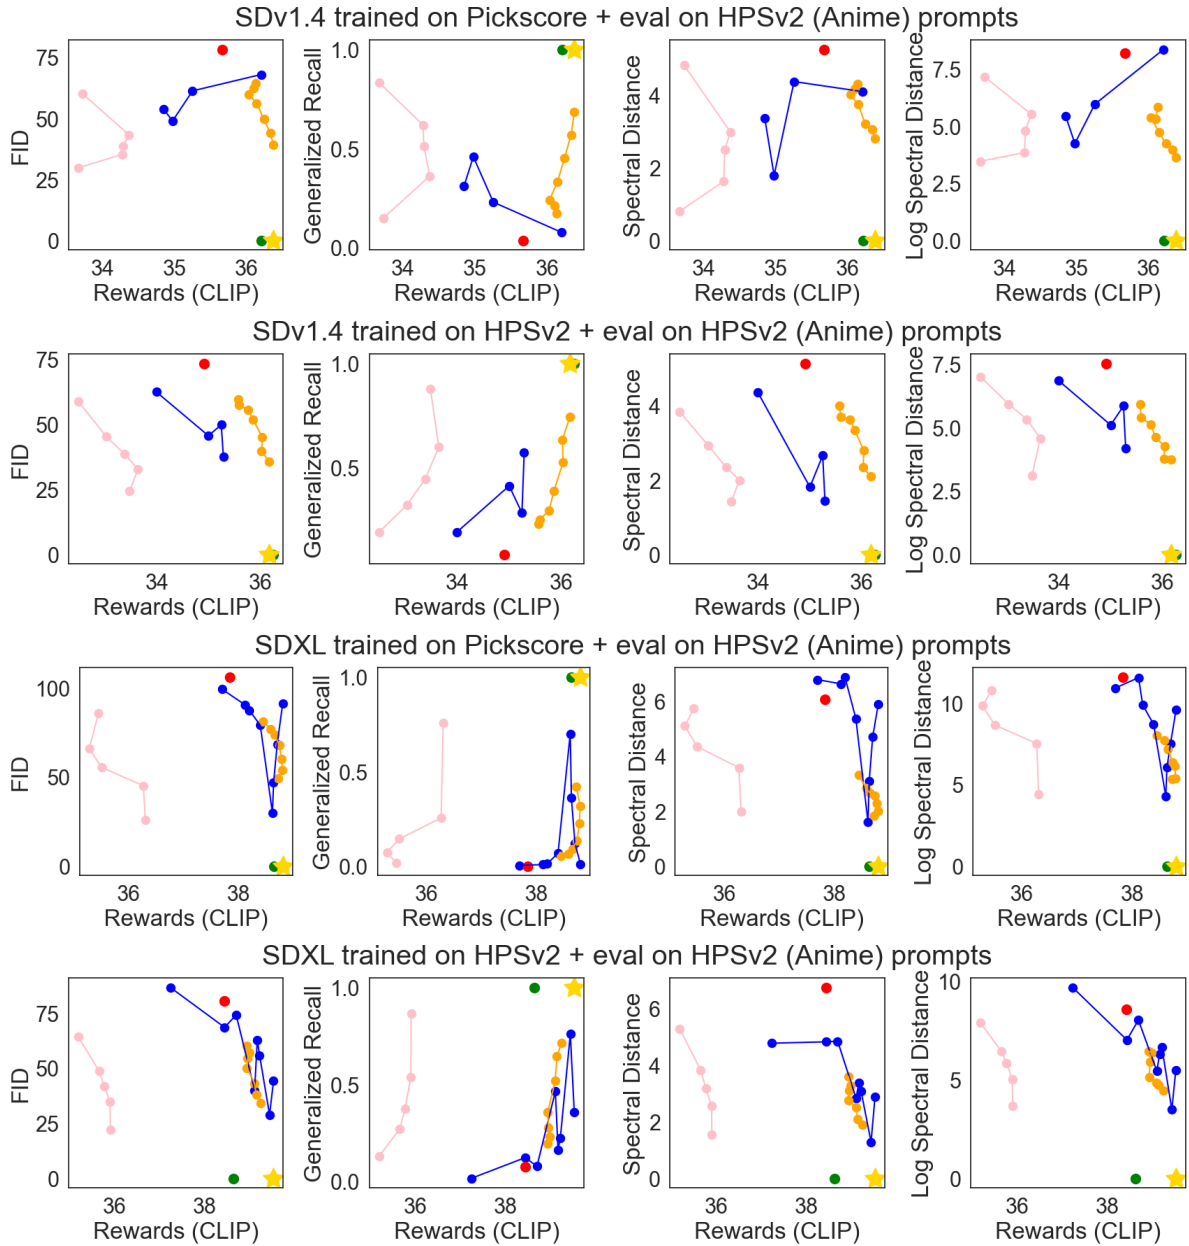 SDv1.4 trained on Pickscore + eval on HPSv2 (Anime) prompts
FID
75
50
25
0
34 35 36
Rewards (CLIP)
Generalized Recall
1.0
0.5
0.0
34 35 36
Rewards (CLIP)
Spectral Distance
4
2
0
34 35 36
Rewards (CLIP)
Log Spectral Distance
7.5
5.0
2.5
0.0
34 35 36
Rewards (CLIP)
SDv1.4 trained on HPSv2 + eval on HPSv2 (Anime) prompts
FID
75
50
25
0
34 36
Rewards (CLIP)
Generalized Recall
1.0
0.5
34 36
Rewards (CLIP)
Spectral Distance
4
2
0
34 36
Rewards (CLIP)
Log Spectral Distance
7.5
5.0
2.5
0.0
34 36
Rewards (CLIP)
SDXL trained on Pickscore + eval on HPSv2 (Anime) prompts
FID
100
50
0
36 38
Rewards (CLIP)
Generalized Recall
1.0
0.5
0.0
36 38
Rewards (CLIP)
Spectral Distance
6
4
2
0
36 38
Rewards (CLIP)
Log Spectral Distance
10
5
0
36 38
Rewards (CLIP)
SDXL trained on HPSv2 + eval on HPSv2 (Anime) prompts
FID
75
50
25
0
36 38
Rewards (CLIP)
Generalized Recall
1.0
0.5
0.0
36 38
Rewards (CLIP)
Spectral Distance
6
4
2
0
36 38
Rewards (CLIP)
Log Spectral Distance
10
5
0
36 38
Rewards (CLIP)